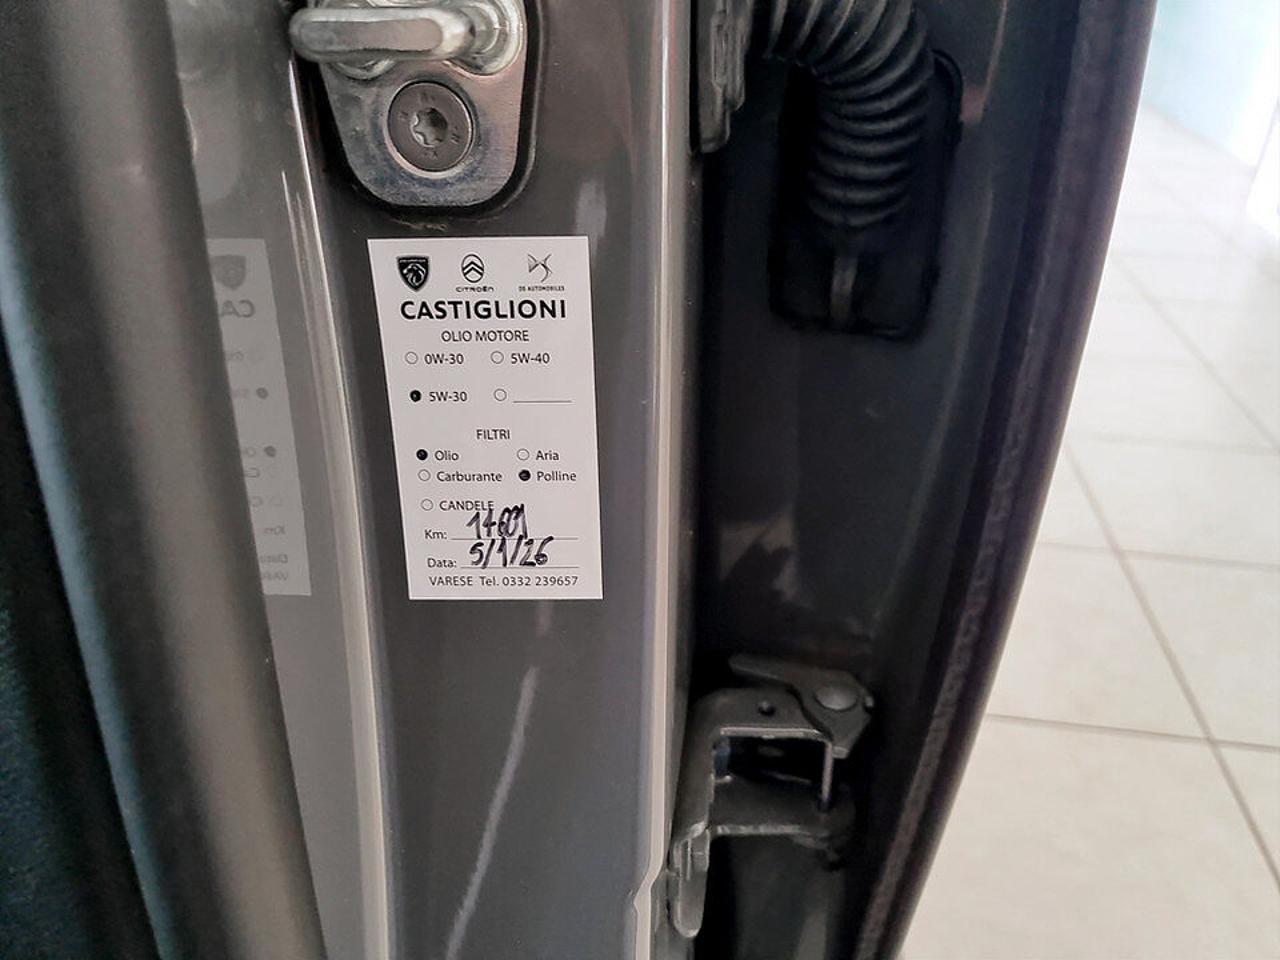 CITROËN DS AUTOMOBILES
CASTIGLIONI
OLIO MOTORE
0W-30 5W-40
5W-30
FILTRI
Olio Aria
Carburante Polline
CANDELE
Km: 14601
Data: 5/1/26
VARESE Tel. 0332 239657